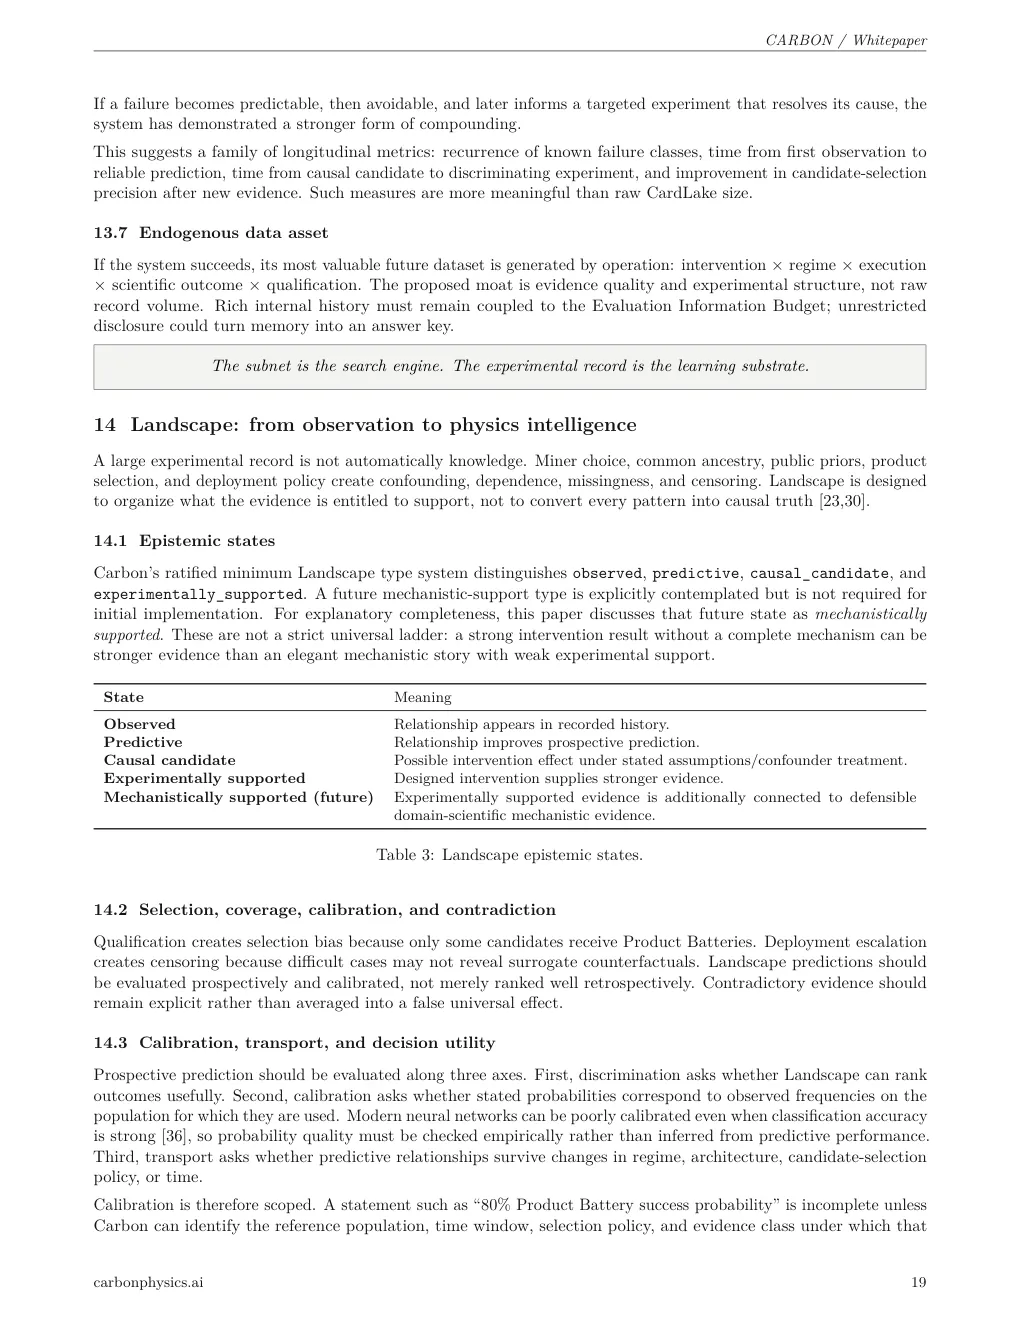 CARBON / Whitepaper
If a failure becomes predictable, then avoidable, and later informs a targeted experiment that resolves its cause, the
system has demonstrated a stronger form of compounding.
This suggests a family of longitudinal metrics: recurrence of known failure classes, time from first observation to
reliable prediction, time from causal candidate to discriminating experiment, and improvement in candidate-selection
precision after new evidence. Such measures are more meaningful than raw CardLake size.
13.7 Endogenous data asset
If the system succeeds, its most valuable future dataset is generated by operation: intervention × regime × execution
× scientific outcome × qualification. The proposed moat is evidence quality and experimental structure, not raw
record volume. Rich internal history must remain coupled to the Evaluation Information Budget; unrestricted
disclosure could turn memory into an answer key.
The subnet is the search engine. The experimental record is the learning substrate.
14 Landscape: from observation to physics intelligence
A large experimental record is not automatically knowledge. Miner choice, common ancestry, public priors, product
selection, and deployment policy create confounding, dependence, missingness, and censoring. Landscape is designed
to organize what the evidence is entitled to support, not to convert every pattern into causal truth [23,30].
14.1 Epistemic states
Carbon's ratified minimum Landscape type system distinguishes observed, predictive, causal_candidate, and
experimentally_supported. A future mechanistic-support type is explicitly contemplated but is not required for
initial implementation. For explanatory completeness, this paper discusses that future state as mechanistically
supported. These are not a strict universal ladder: a strong intervention result without a complete mechanism can be
stronger evidence than an elegant mechanistic story with weak experimental support.
State Meaning
Observed Relationship appears in recorded history.
Predictive Relationship improves prospective prediction.
Causal candidate Possible intervention effect under stated assumptions/confounder treatment.
Experimentally supported Designed intervention supplies stronger evidence.
Mechanistically supported (future) Experimentally supported evidence is additionally connected to defensible
domain-scientific mechanistic evidence.
Table 3: Landscape epistemic states.
14.2 Selection, coverage, calibration, and contradiction
Qualification creates selection bias because only some candidates receive Product Batteries. Deployment escalation
creates censoring because difficult cases may not reveal surrogate counterfactuals. Landscape predictions should
be evaluated prospectively and calibrated, not merely ranked well retrospectively. Contradictory evidence should
remain explicit rather than averaged into a false universal effect.
14.3 Calibration, transport, and decision utility
Prospective prediction should be evaluated along three axes. First, discrimination asks whether Landscape can rank
outcomes usefully. Second, calibration asks whether stated probabilities correspond to observed frequencies on the
population for which they are used. Modern neural networks can be poorly calibrated even when classification accuracy
is strong [36], so probability quality must be checked empirically rather than inferred from predictive performance.
Third, transport asks whether predictive relationships survive changes in regime, architecture, candidate-selection
policy, or time.
Calibration is therefore scoped. A statement such as “80% Product Battery success probability” is incomplete unless
Carbon can identify the reference population, time window, selection policy, and evidence class under which that
carbonphysics.ai 19